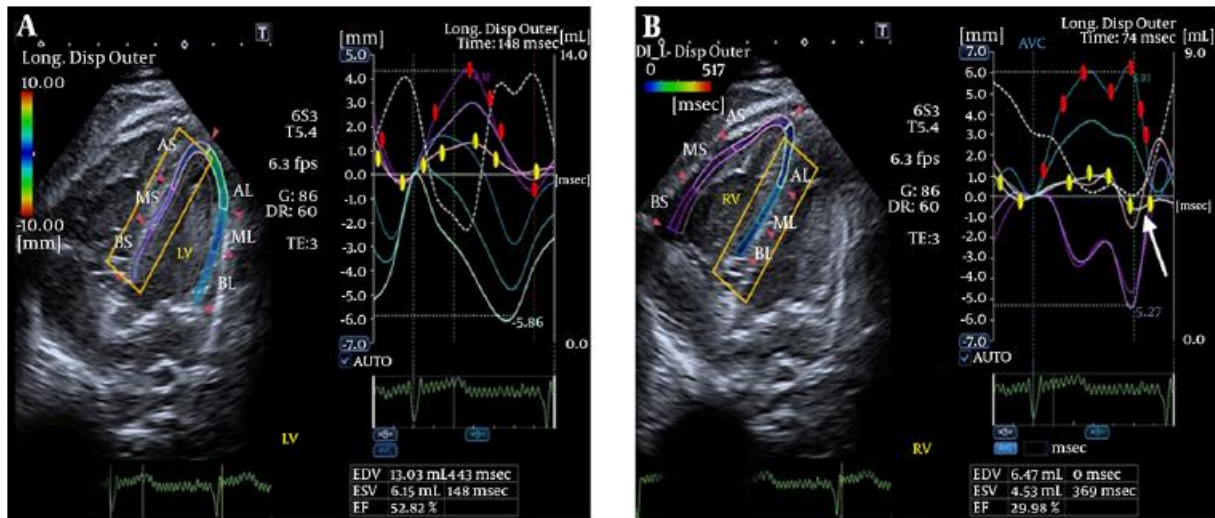 A
T
Long. Disp Outer
10.00
-10.00
[mm]
6S3
T5.4
6.3 fps
G: 86
DR: 60
TE:3
AS
MS
BS
AL
ML
BL
LV
LV
[mm]
Long. Disp Outer
Time: 148 msec
[mL]
14.0
5.0
4.0
3.0
2.0
1.0
0.0
-1.0
-2.0
-3.0
-4.0
-5.0
-6.0
-7.0
[msec]
-5.86
0.0
AUTO
EDV 13.03 mL 443 msec
ESV 6.15 mL 148 msec
EF 52.82 %
B
T
DI_L- Disp Outer
0 517
[msec]
6S3
T5.4
6.3 fps
G: 86
DR: 60
TE:3
AS
MS
BS
RV
AL
ML
BL
RV
[mm]
AVC
Long. Disp Outer
Time: 74 msec
[mL]
9.0
7.0
6.0
5.0
4.0
3.0
2.0
1.0
0.0
-1.0
-2.0
-3.0
-4.0
-5.0
-6.0
-7.0
[msec]
-5.27
0.0
AUTO
msec
EDV 6.47 mL 0 msec
ESV 4.53 mL 369 msec
EF 29.98 %